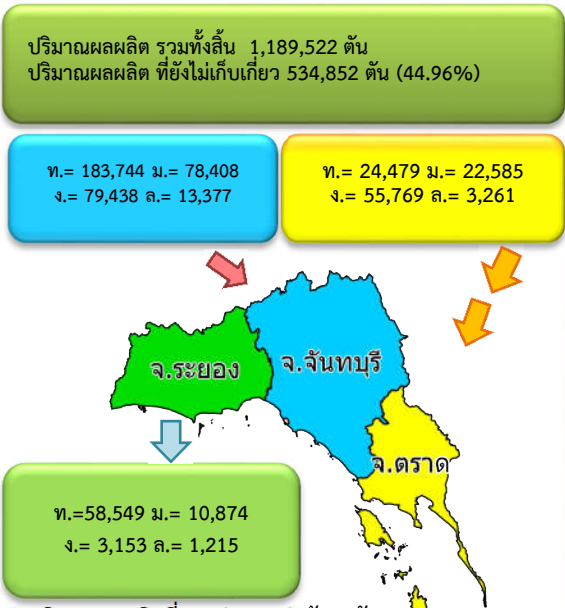 ปริมาณผลผลิต รวมทั้งสิ้น 1,189,522 ตัน
ปริมาณผลผลิต ที่ยังไม่เก็บเกี่ยว 534,852 ตัน (44.96%)
ท.= 183,744 ม.= 78,408
ง.= 79,438 ล.= 13,377
ท.= 24,479 ม.= 22,585
ง.= 55,769 ล.= 3,261
จ.ระยอง
จ.จันทบุรี
จ.ตราด
ท.=58,549 ม.= 10,874
ง.= 3,153 ล.= 1,215